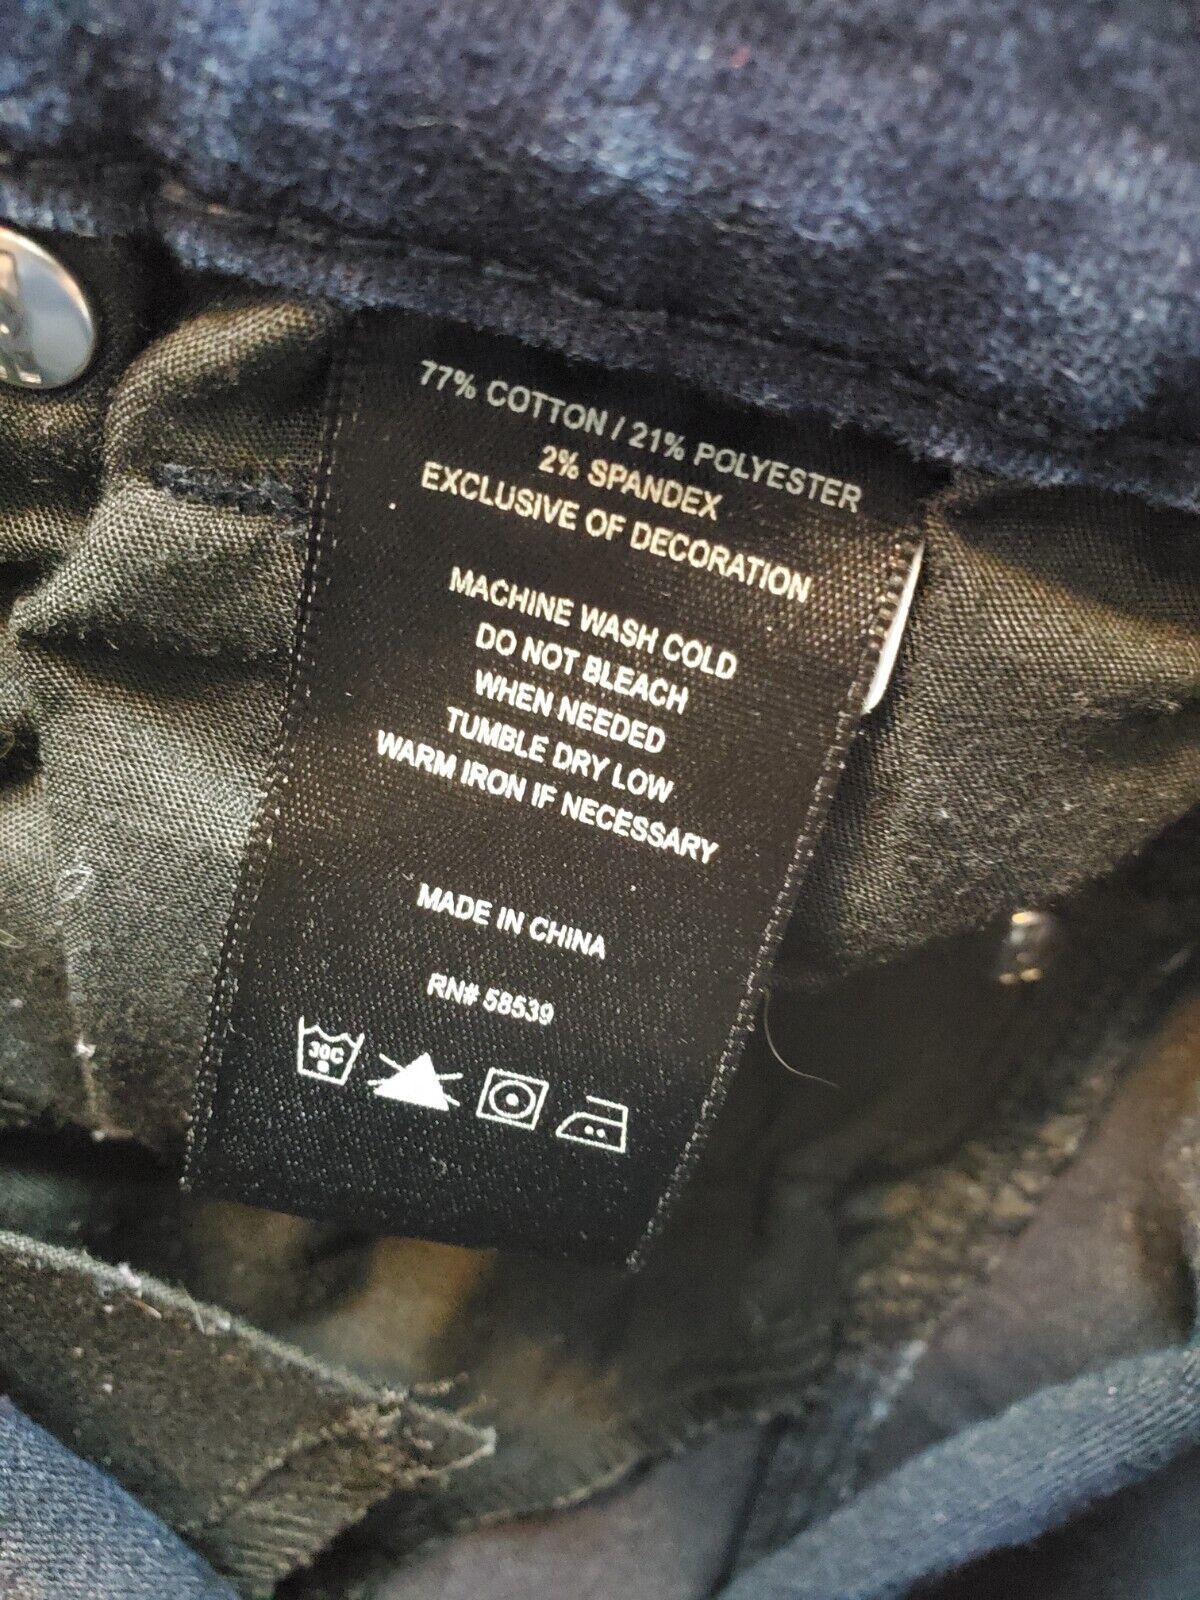 77% COTTON / 21% POLYESTER
2% SPANDEX
EXCLUSIVE OF DECORATION
MACHINE WASH COLD
DO NOT BLEACH
WHEN NEEDED
TUMBLE DRY LOW
WARM IRON IF NECESSARY
MADE IN CHINA
RN# 58539
30C